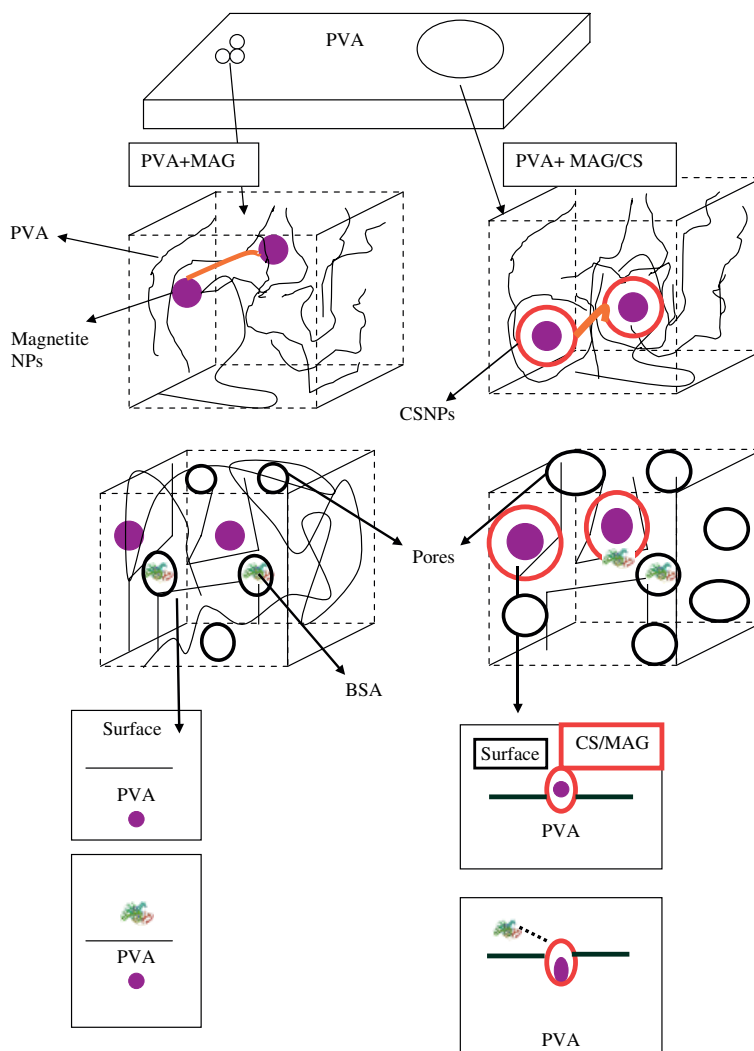 PVA
PVA+MAG
PVA+ MAG/CS
PVA
Magnetite
NPs
CSNPs
Pores
BSA
Surface
PVA
Surface
CS/MAG
PVA
PVA
PVA